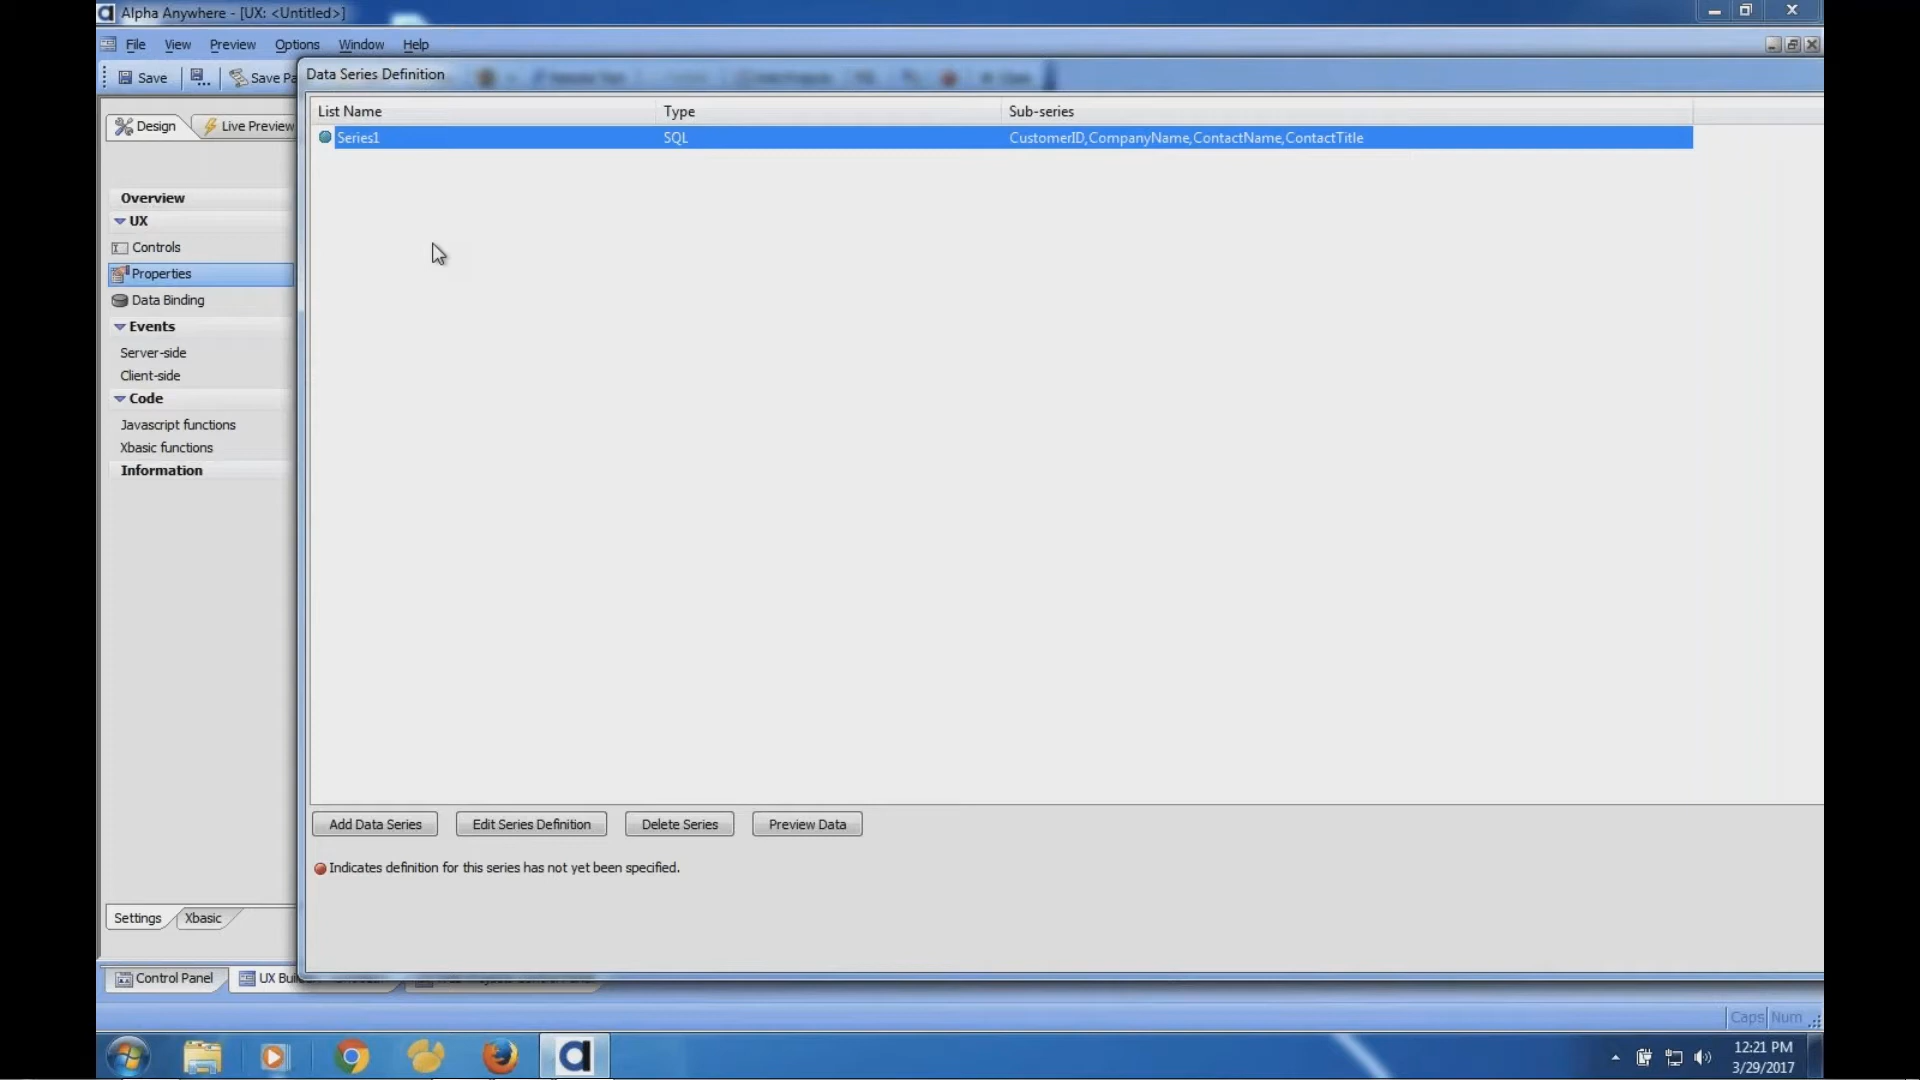 Alpha Anywhere - [UX: <Untitled>]
File View Preview Options Window Help
Save Save Pa
Data Series Definition
Design Live Preview
List Name Type Sub-series
Series1 SQL CustomerID,CompanyName,ContactName,ContactTitle
Overview
UX
Controls
Properties
Data Binding
Events
Server-side
Client-side
Code
Javascript functions
Xbasic functions
Information
Add Data Series Edit Series Definition Delete Series Preview Data
Indicates definition for this series has not yet been specified.
Settings Xbasic
Control Panel UX Bui
Caps Num
12:21 PM
3/29/2017